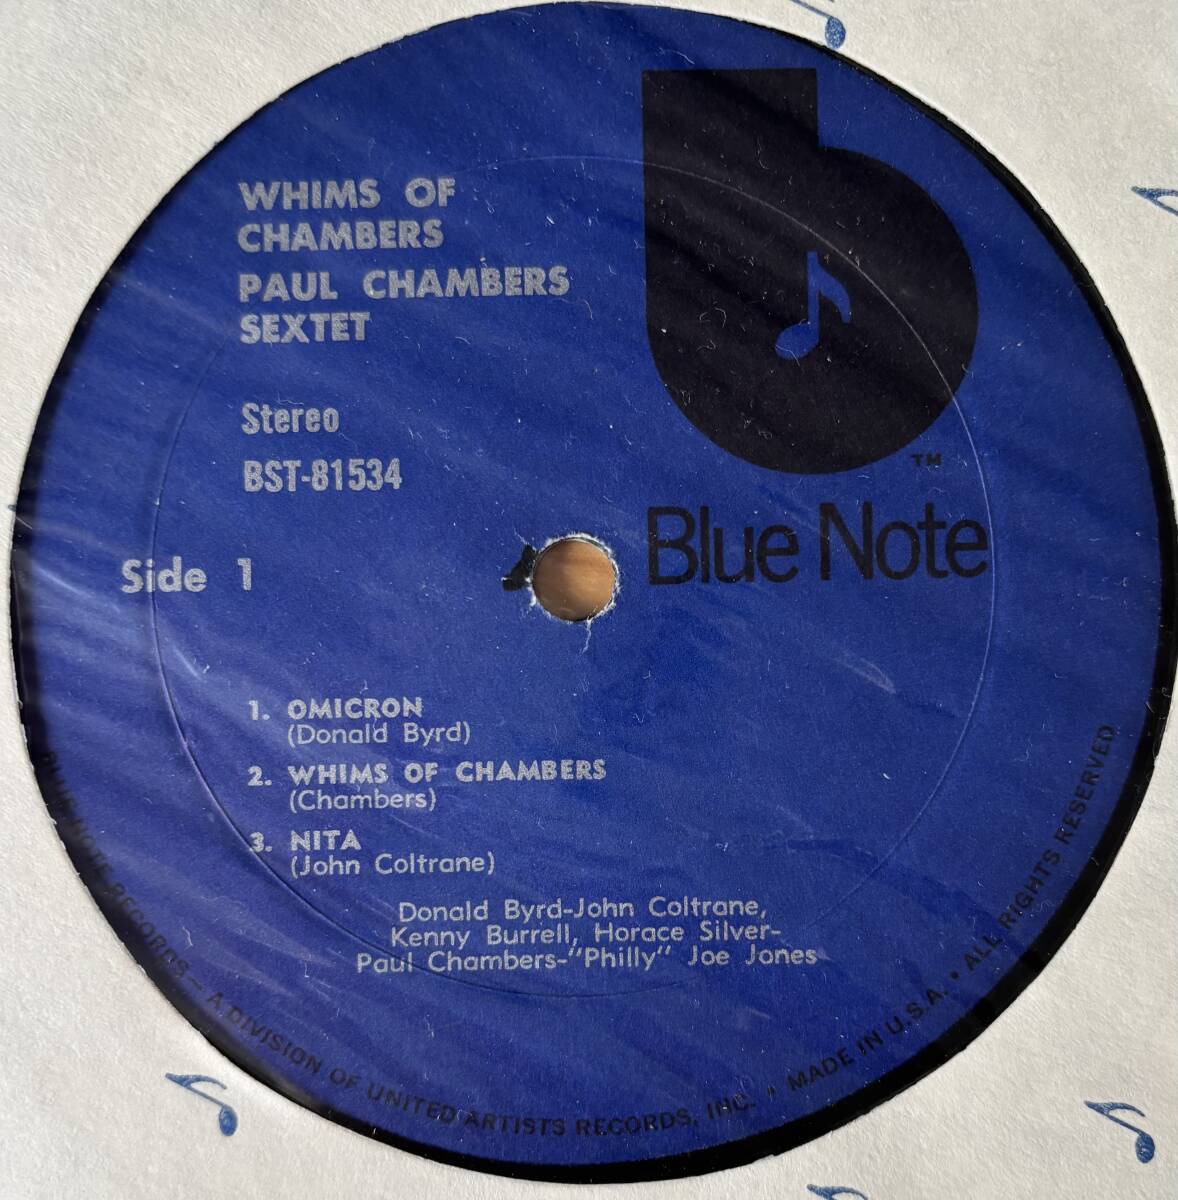 WHIMS OF
CHAMBERS
PAUL CHAMBERS
SEXTET
Stereo
BST-81534
Side 1
b
TM
Blue Note
1. OMICRON
(Donald Byrd)
2. WHIMS OF CHAMBERS
(Chambers)
3. NITA
(John Coltrane)
Donald Byrd-John Coltrane,
Kenny Burrell, Horace Silver-
Paul Chambers-"Philly" Joe Jones
BLUE NOTE RECORDS — A DIVISION OF UNITED ARTISTS RECORDS, INC. • MADE IN U.S.A. • ALL RIGHTS RESERVED